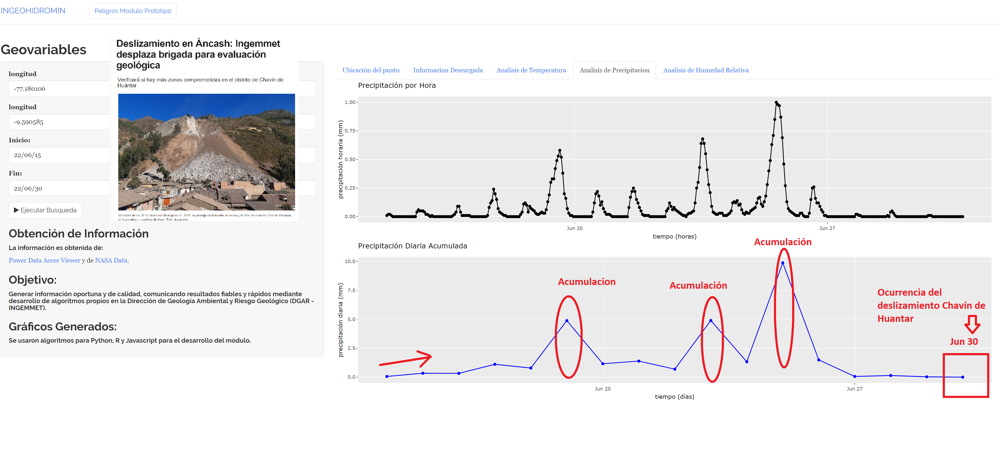 INGEOHIDROMIN
Peligros Modulo Prototipo
Geovariables
longitud
-77.180106
longitud
-9.590585
Inicio:
22/06/15
Fin:
22/06/30
Ejecutar Busqueda
Deslizamiento en Áncash: Ingemmet
desplaza brigada para evaluación
geológica
Verificará si hay más zonas comprometidas en el distrito de Chavín de
Huántar
Alrededor de las 17:00 horas del 30 de junio de 2022, se produjo un derrumbe de rocas y detritos en el sector Cruz de Shallapa,
en la provincia ancashina de Huari. Foto: Ingemmet
Obtención de Información
La información es obtenida de:
Power Data Acces Viewer y de NASA Data.
Objetivo:
Generar información oportuna y de calidad, comunicando resultados fiables y rápidos mediante
desarrollo de algoritmos propios en la Dirección de Geología Ambiental y Riesgo Geológico (DGAR -
INGEMMET).
Gráficos Generados:
Se usaron algoritmos para Python, R y Javascript para el desarrollo del módulo.
Ubicación del punto
Informacion Descargada
Analisis de Temperatura
Analisis de Precipitacion
Analisis de Humedad Relativa
Precipitación por Hora
precipitación horaria (mm)
1.00
0.75
0.50
0.25
0.00
Jun 20
Jun 27
tiempo (horas)
Precipitación Diaria Acumulada
precipitación diaria (mm)
10.0
7.5
5.0
2.5
0.0
Acumulacion
Acumulación
Acumulación
Ocurrencia del
deslizamiento Chavín de
Huantar
Jun 30
Jun 20
Jun 27
tiempo (días)